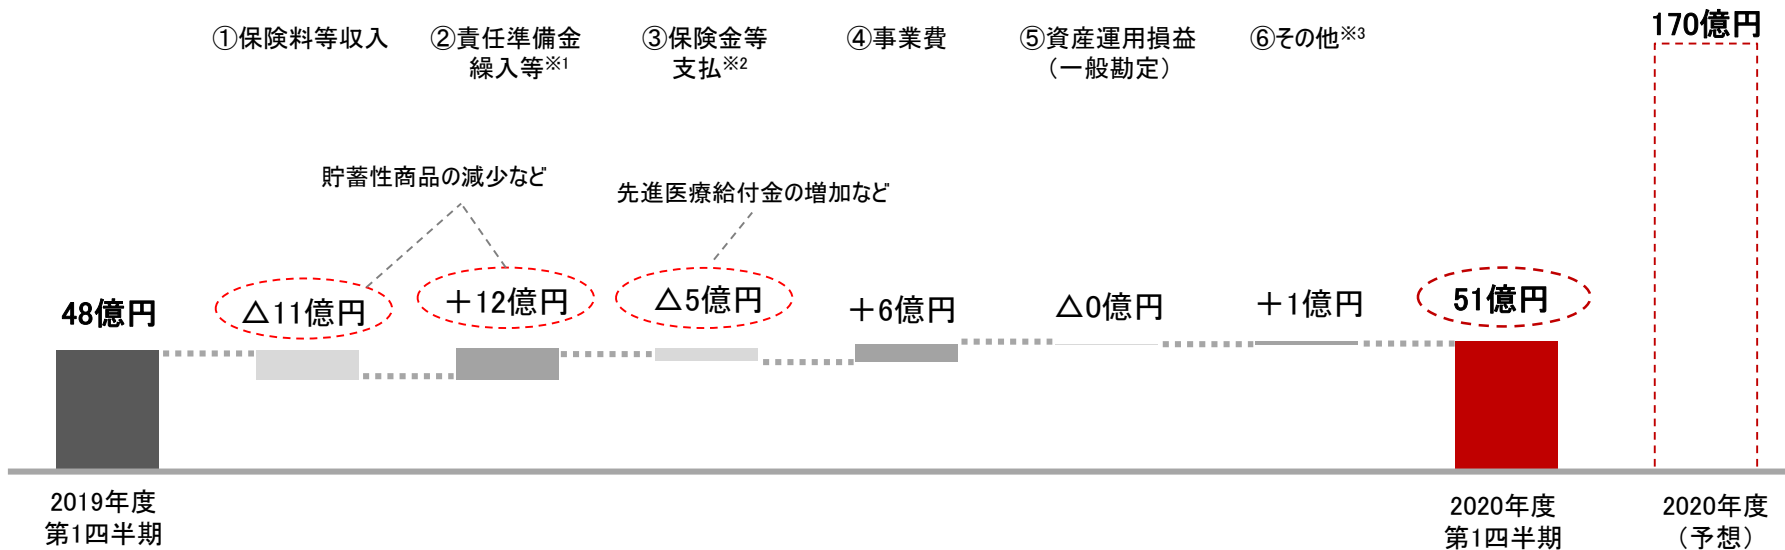 170億円
①保険料等収入
②責任準備金
繰入等※1
③保険金等
支払※2
④事業費
⑤資産運用損益
（一般勘定）
⑥その他※3
貯蓄性商品の減少など
先進医療給付金の増加など
48億円
△11億円
＋12億円
△5億円
＋6億円
△0億円
＋1億円
51億円
2019年度
第1四半期
2020年度
第1四半期
2020年度
（予想）